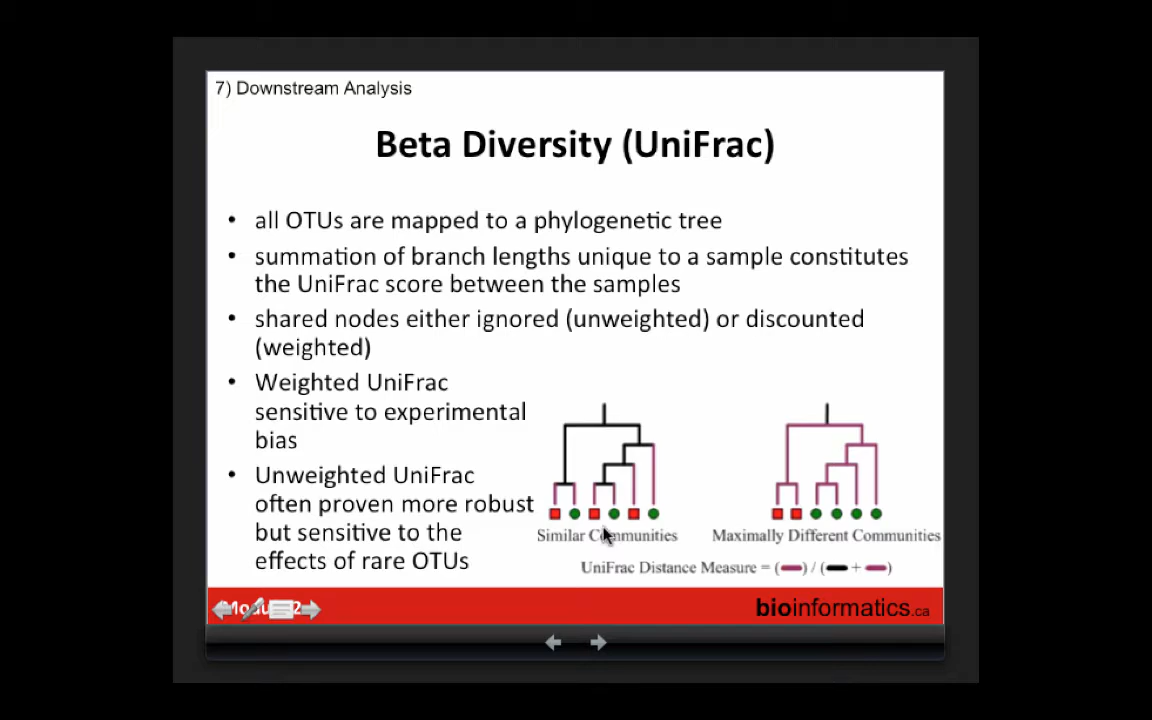 7) Downstream Analysis
Beta Diversity (UniFrac)
• all OTUs are mapped to a phylogenetic tree
• summation of branch lengths unique to a sample constitutes
the UniFrac score between the samples
• shared nodes either ignored (unweighted) or discounted
(weighted)
• Weighted UniFrac
sensitive to experimental
bias
• Unweighted UniFrac
often proven more robust
but sensitive to the
effects of rare OTUs
Similar Communities
Maximally Different Communities
UniFrac Distance Measure = ( ) / ( + )
bioinformatics.ca